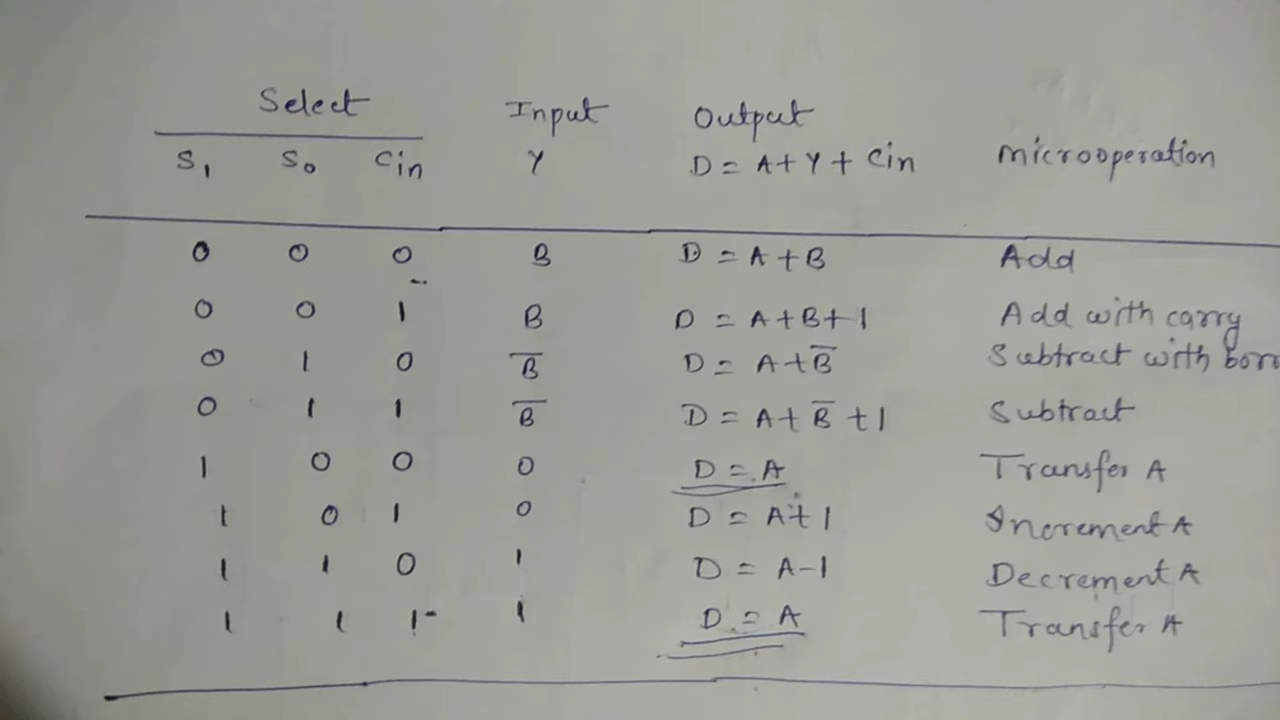 Select Input Output
S₁ S₀ Cin Y D = A + Y + Cin microoperation
0 0 0 B D = A + B Add
0 0 1 B D = A + B + 1 Add with carry
0 1 0 B̅ D = A + B̅ Subtract with
0 1 1 B̅ D = A + B̅ + 1 Subtract
1 0 0 0 D = A Transfer A
1 0 1 0 D = A + 1 Increment A
1 1 0 1 D = A - 1 Decrement A
1 1 1 1 D = A Transfer A